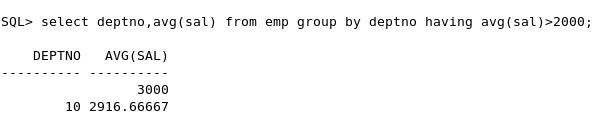 SQL> select deptno,avg(sal) from emp group by deptno having avg(sal)>2000;
    DEPTNO   AVG(SAL)
---------- ----------
                 3000
        10 2916.66667